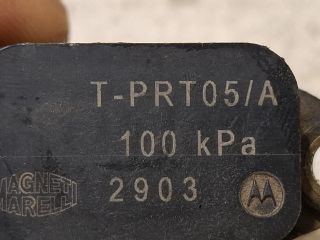 T-PRT05/A
100 kPa
MAGNETI
MARELLI
2903